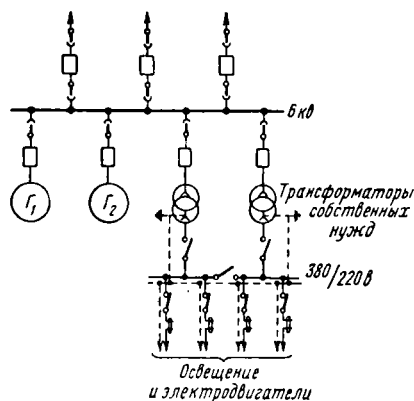 6 кв
Г1
Г2
Трансформаторы
собственных
нужд
380/220 в
Освещение
и электродвигатели